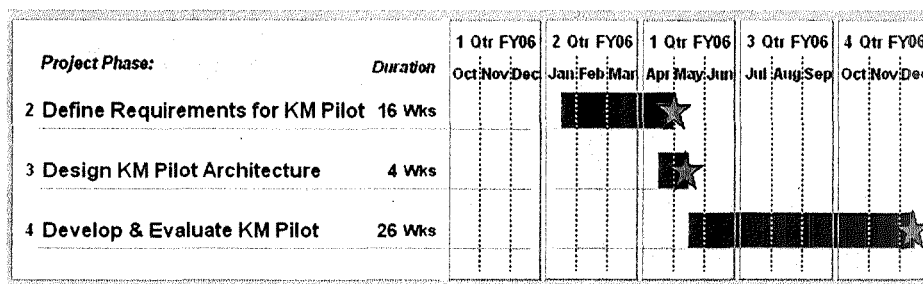 1 Qtr FY06 2 Qtr FY06 1 Qtr FY06 3 Qtr FY06 4 Qtr FY06
Project Phase: Duration Oct Nov Dec Jan Feb Mar Apr May Jun Jul Aug Sep Oct Nov Dec
2 Define Requirements for KM Pilot 16 Wks
3 Design KM Pilot Architecture 4 Wks
4 Develop & Evaluate KM Pilot 26 Wks